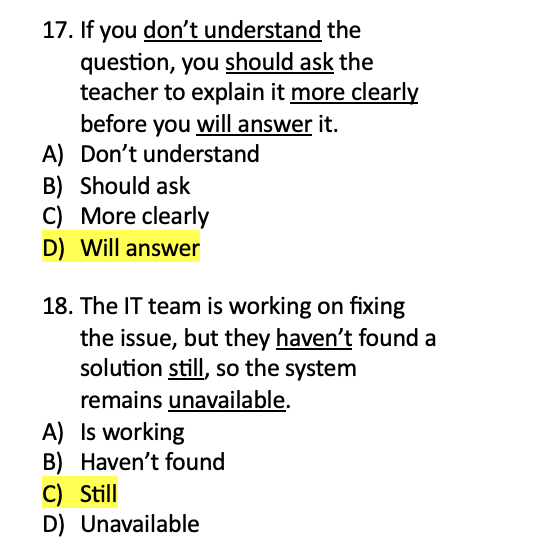 17. If you don’t understand the
question, you should ask the
teacher to explain it more clearly
before you will answer it.
A) Don’t understand
B) Should ask
C) More clearly
D) Will answer
18. The IT team is working on fixing
the issue, but they haven’t found a
solution still, so the system
remains unavailable.
A) Is working
B) Haven’t found
C) Still
D) Unavailable